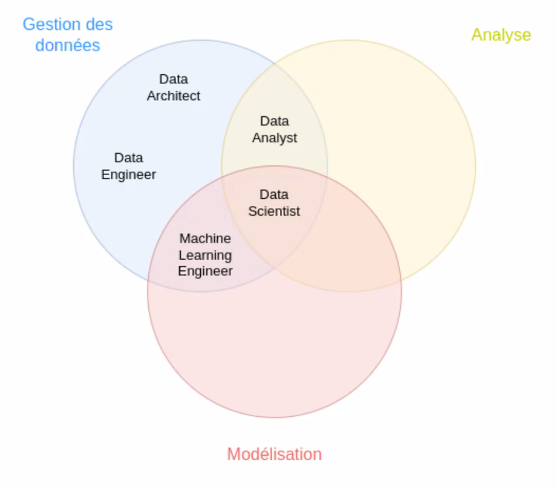 Gestion des
données
Analyse
Data
Architect
Data
Analyst
Data
Engineer
Data
Scientist
Machine
Learning
Engineer
Modélisation